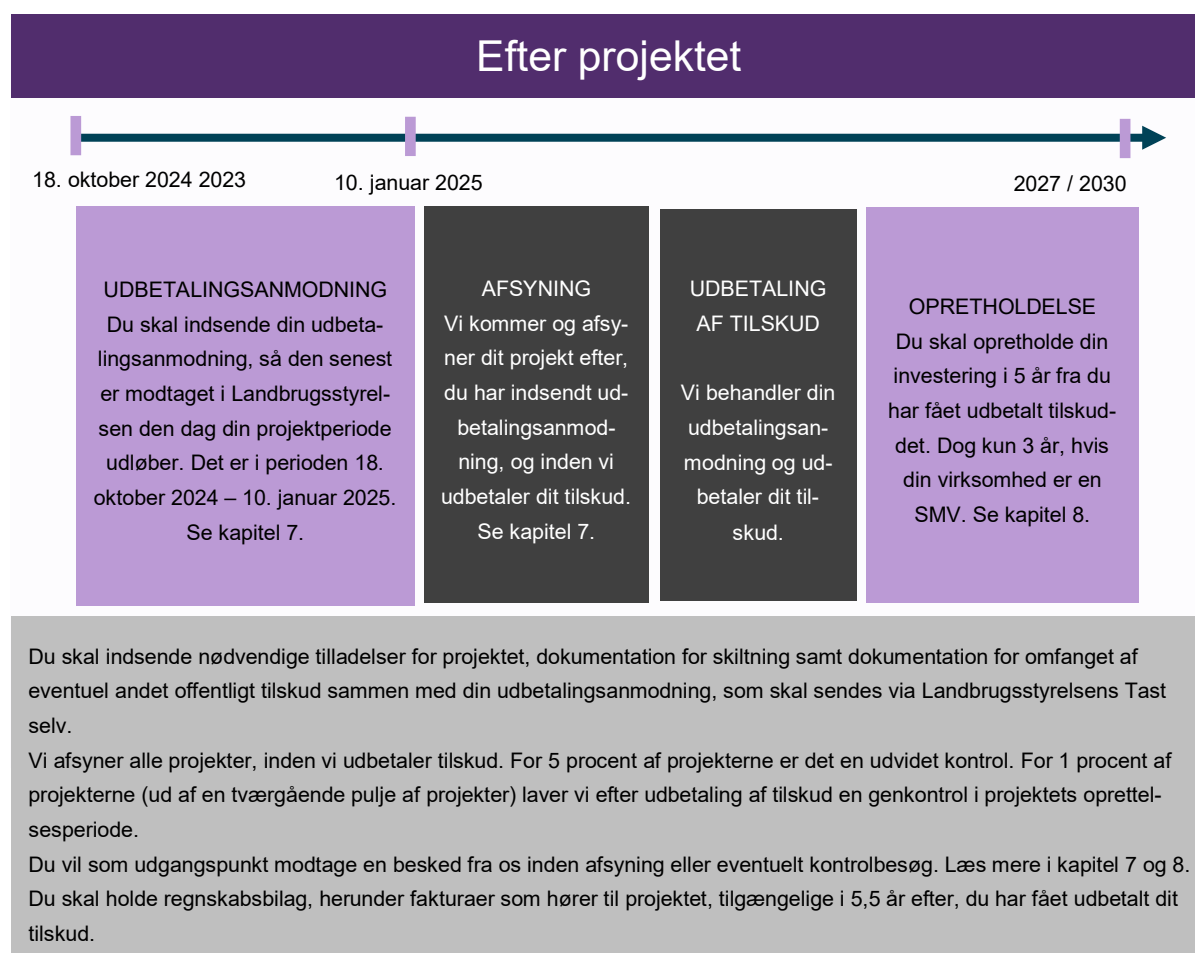 Efter projektet
18. oktober 2024 2023
10. januar 2025
2027 / 2030
UDBETALINGSANMODNING
Du skal indsende din udbeta-
lingsanmodning, så den senest
er modtaget i Landbrugsstyrel-
sen den dag din projektperiode
udløber. Det er i perioden 18.
oktober 2024 – 10. januar 2025.
Se kapitel 7.
AFSYNING
Vi kommer og afsy-
ner dit projekt efter,
du har indsendt ud-
betalingsanmod-
ning, og inden vi
udbetaler dit tilskud.
Se kapitel 7.
UDBETALING
AF TILSKUD
Vi behandler din
udbetalingsan-
modning og ud-
betaler dit til-
skud.
OPRETHOLDELSE
Du skal opretholde din
investering i 5 år fra du
har fået udbetalt tilskud-
det. Dog kun 3 år, hvis
din virksomhed er en
SMV. Se kapitel 8.
Du skal indsende nødvendige tilladelser for projektet, dokumentation for skiltning samt dokumentation for omfanget af
eventuel andet offentligt tilskud sammen med din udbetalingsanmodning, som skal sendes via Landbrugsstyrelsens Tast
selv.
Vi afsyner alle projekter, inden vi udbetaler tilskud. For 5 procent af projekterne er det en udvidet kontrol. For 1 procent af
projekterne (ud af en tværgående pulje af projekter) laver vi efter udbetaling af tilskud en genkontrol i projektets oprettel-
sesperiode.
Du vil som udgangspunkt modtage en besked fra os inden afsyning eller eventuelt kontrolbesøg. Læs mere i kapitel 7 og 8.
Du skal holde regnskabsbilag, herunder fakturaer som hører til projektet, tilgængelige i 5,5 år efter, du har fået udbetalt dit
tilskud.